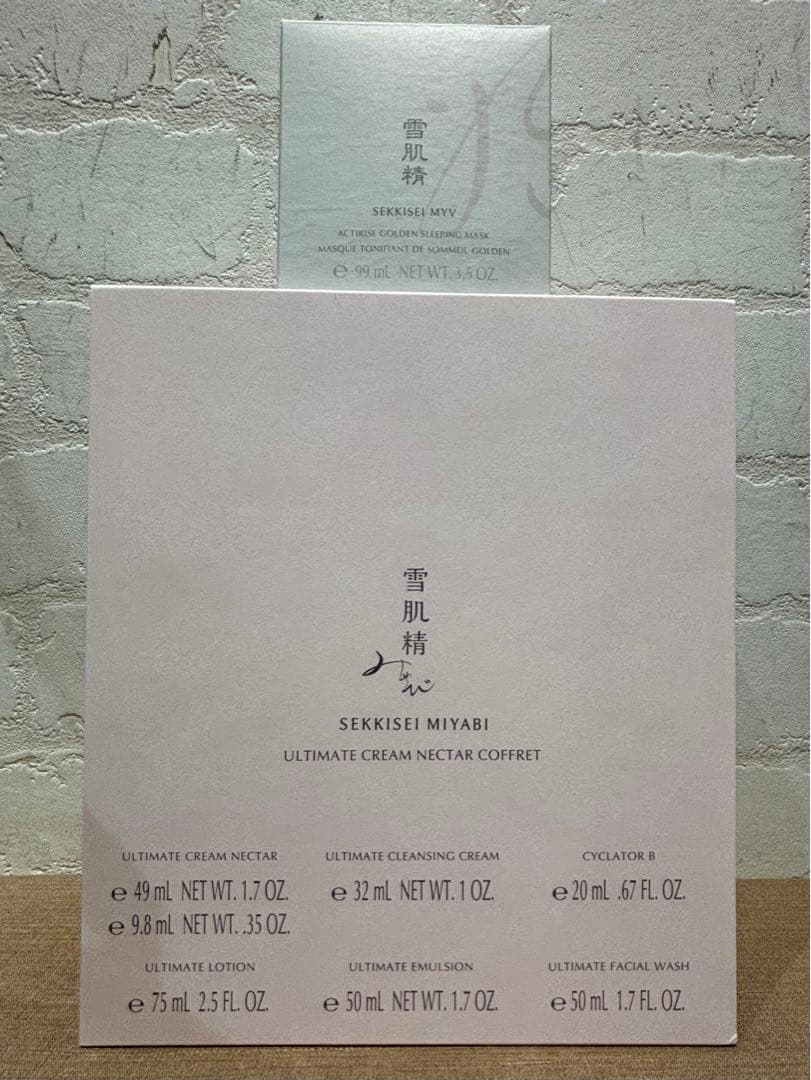 雪肌精
SEKKISEI MYV
ACTIRISE GOLDEN SLEEPING MASK
MASQUE TONIFIANT DE SOMMEIL GOLDEN
℮ 99 mL NET WT. 3.5 OZ.
雪肌精
みやび
SEKKISEI MIYABI
ULTIMATE CREAM NECTAR COFFRET
ULTIMATE CREAM NECTAR
℮ 49 mL NET WT. 1.7 OZ.
℮ 9.8 mL NET WT. .35 OZ.
ULTIMATE CLEANSING CREAM
℮ 32 mL NET WT. 1 OZ.
CYCLATOR B
℮ 20 mL .67 FL. OZ.
ULTIMATE LOTION
℮ 75 mL 2.5 FL. OZ.
ULTIMATE EMULSION
℮ 50 mL NET WT. 1.7 OZ.
ULTIMATE FACIAL WASH
℮ 50 mL 1.7 FL. OZ.